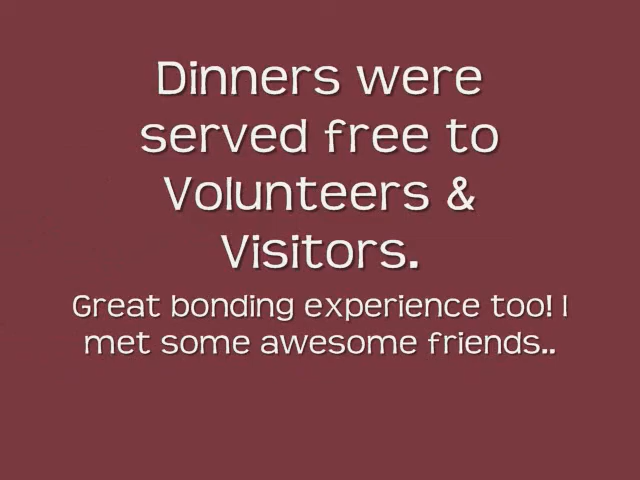 Dinners were
served free to
Volunteers &
Visitors.
Great bonding experience too! I
met some awesome friends..